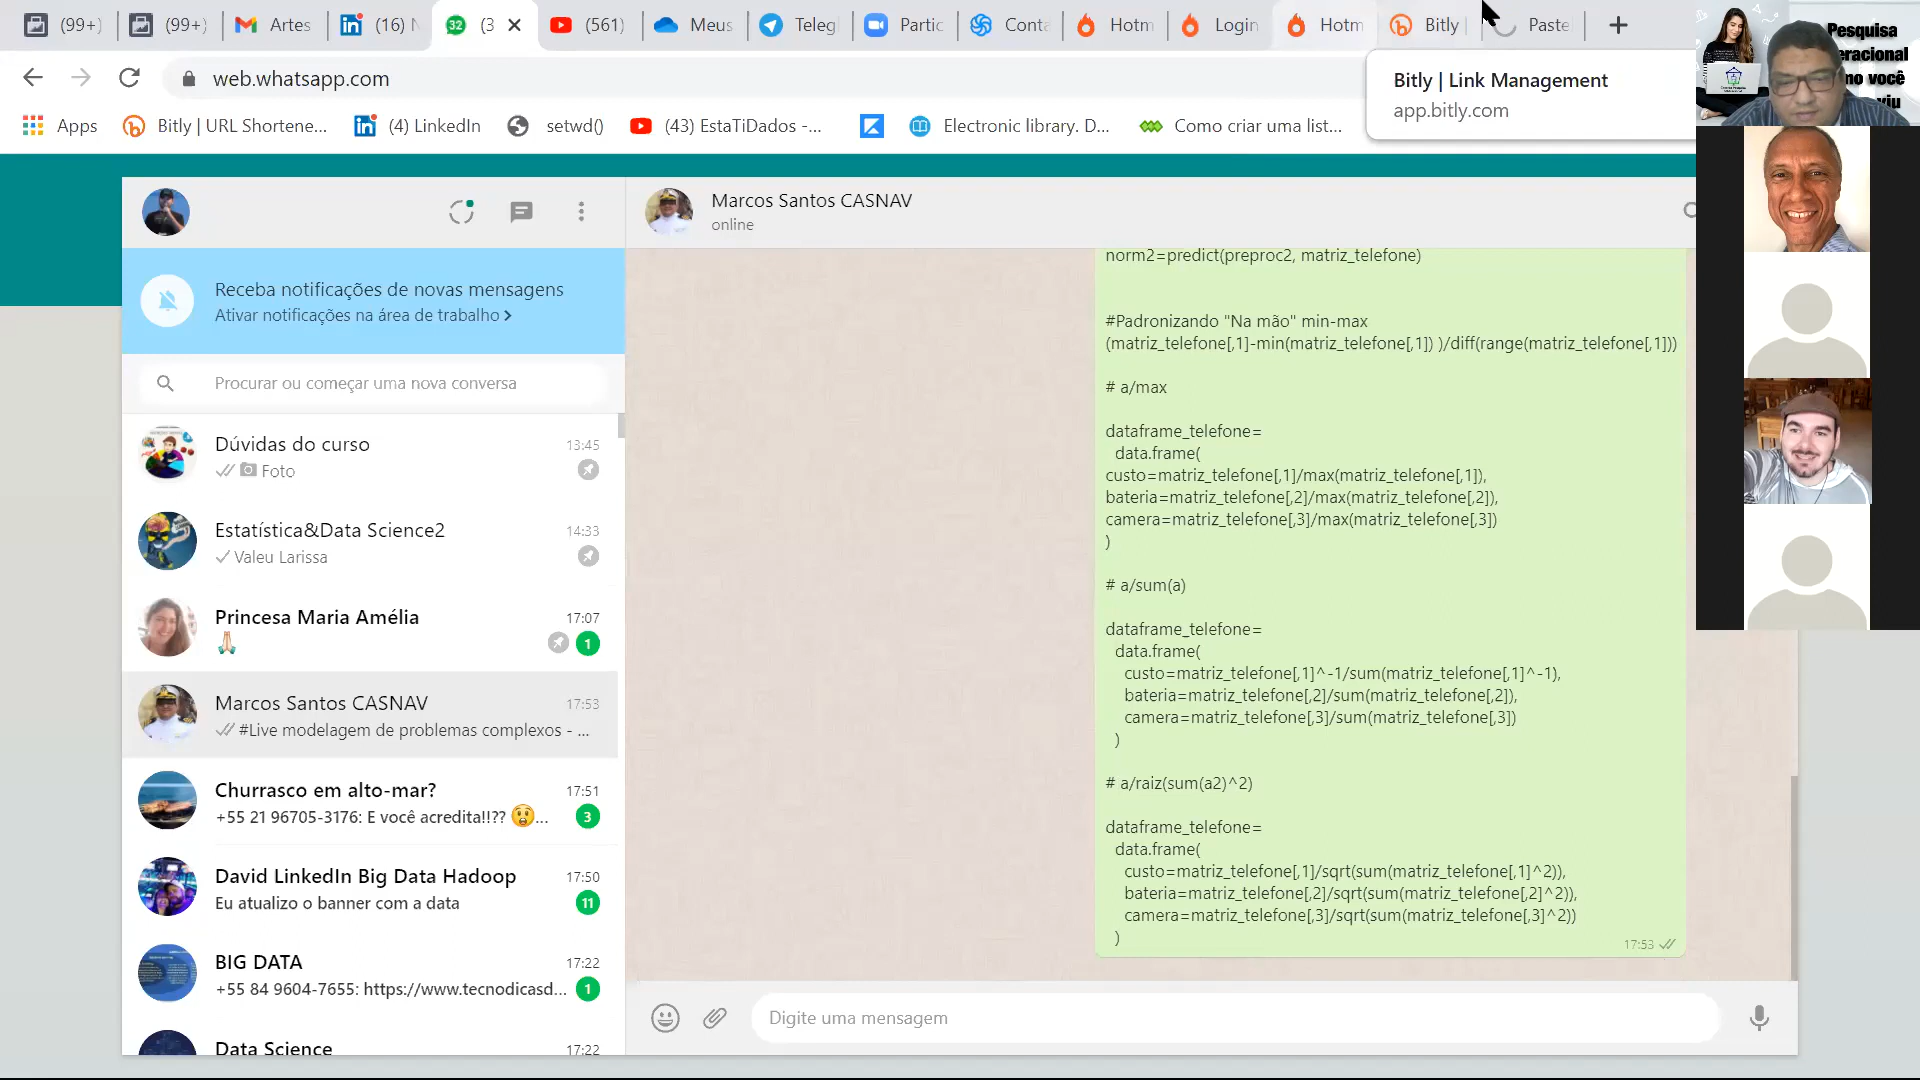 (99+)
(99+)
Artes
(16) N
(3
(561)
Meus
Teleg
Partic
Conta
Hotm
Login
Hotm
Bitly |
Paste
web.whatsapp.com
Bitly | Link Management
app.bitly.com
Apps
Bitly | URL Shortene...
(4) LinkedIn
setwd()
(43) EstaTiDados -...
Electronic library. D...
Como criar uma list...
Pesquisa
eracional
mo você
viu
Marcos Santos CASNAV
online
Receba notificações de novas mensagens
Ativar notificações na área de trabalho >
Procurar ou começar uma nova conversa
Dúvidas do curso
13:45
Foto
Estatística&Data Science2
14:33
Valeu Larissa
Princesa Maria Amélia
17:07
🙏🏻
1
Marcos Santos CASNAV
17:53
#Live modelagem de problemas complexos - ...
Churrasco em alto-mar?
17:51
+55 21 96705-3176: E você acredita!!?? 😲...
3
David LinkedIn Big Data Hadoop
17:50
Eu atualizo o banner com a data
11
BIG DATA
17:22
+55 84 9604-7655: https://www.tecnodicasd...
1
Data Science
17:22
norm2=predict(preproc2, matriz_telefone)
#Padronizando "Na mão" min-max
(matriz_telefone[,1]-min(matriz_telefone[,1]) )/diff(range(matriz_telefone[,1]))
# a/max
dataframe_telefone=
data.frame(
custo=matriz_telefone[,1]/max(matriz_telefone[,1]),
bateria=matriz_telefone[,2]/max(matriz_telefone[,2]),
camera=matriz_telefone[,3]/max(matriz_telefone[,3])
)
# a/sum(a)
dataframe_telefone=
data.frame(
custo=matriz_telefone[,1]^-1/sum(matriz_telefone[,1]^-1),
bateria=matriz_telefone[,2]/sum(matriz_telefone[,2]),
camera=matriz_telefone[,3]/sum(matriz_telefone[,3])
)
# a/raiz(sum(a2)^2)
dataframe_telefone=
data.frame(
custo=matriz_telefone[,1]/sqrt(sum(matriz_telefone[,1]^2)),
bateria=matriz_telefone[,2]/sqrt(sum(matriz_telefone[,2]^2)),
camera=matriz_telefone[,3]/sqrt(sum(matriz_telefone[,3]^2))
)
17:53
Digite uma mensagem